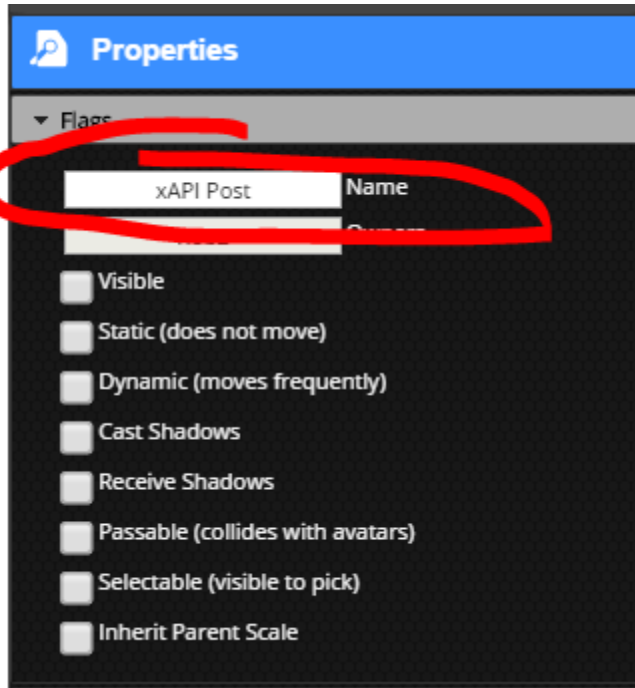 Properties
Flags
xAPI Post Name
Owners
Visible
Static (does not move)
Dynamic (moves frequently)
Cast Shadows
Receive Shadows
Passable (collides with avatars)
Selectable (visible to pick)
Inherit Parent Scale